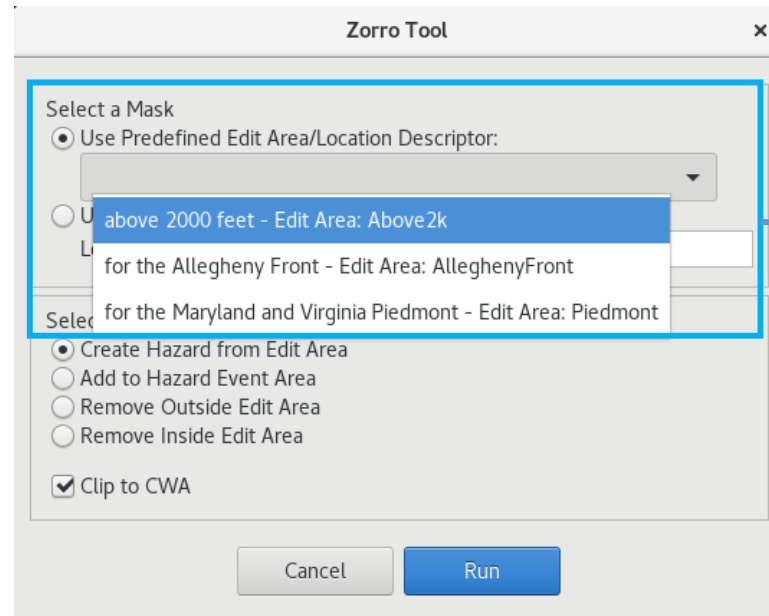 Zorro Tool
×
Select a Mask
Use Predefined Edit Area/Location Descriptor:
above 2000 feet - Edit Area: Above2k
for the Allegheny Front - Edit Area: AlleghenyFront
for the Maryland and Virginia Piedmont - Edit Area: Piedmont
Create Hazard from Edit Area
Add to Hazard Event Area
Remove Outside Edit Area
Remove Inside Edit Area
Clip to CWA
Cancel Run